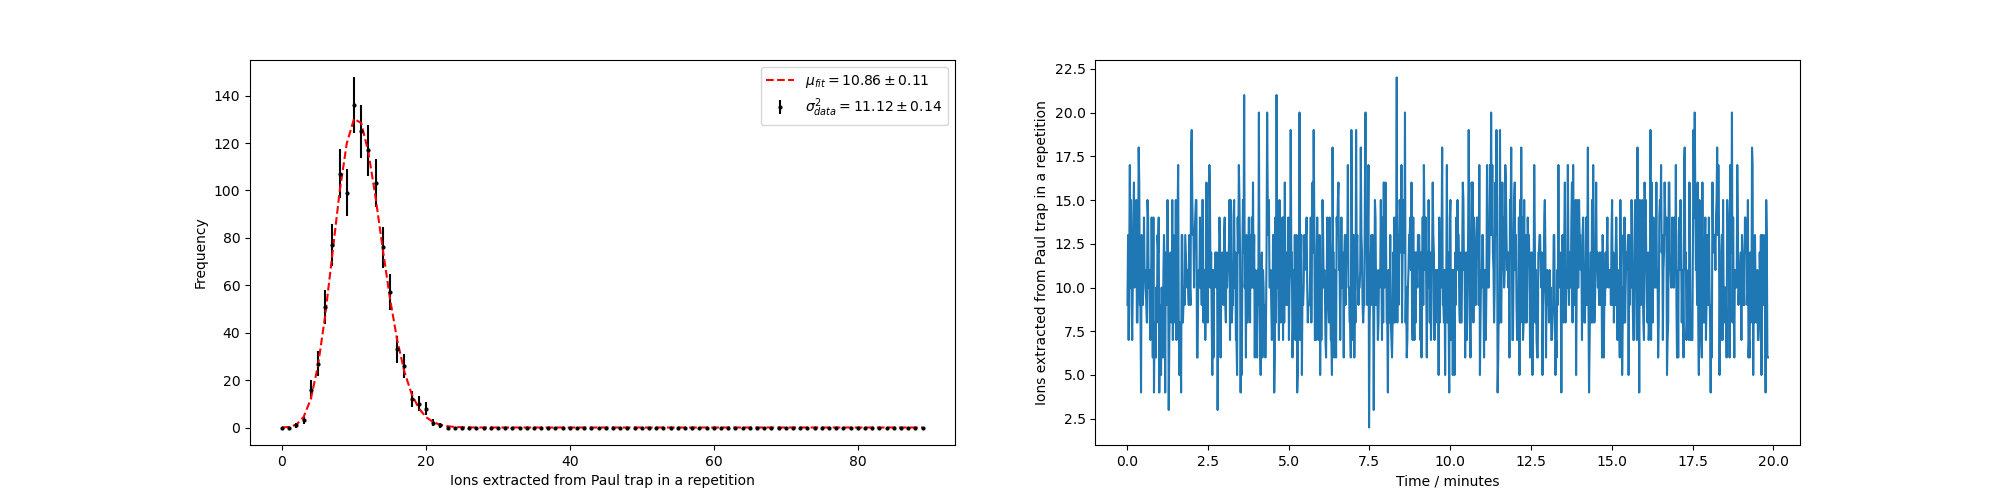 140
120
100
80
60
40
20
0
Frequency
0 20 40 60 80
Ions extracted from Paul trap in a repetition
μ_fit = 10.86 ± 0.11
σ²_data = 11.12 ± 0.14
22.5
20.0
17.5
15.0
12.5
10.0
7.5
5.0
2.5
Ions extracted from Paul trap in a repetition
0.0 2.5 5.0 7.5 10.0 12.5 15.0 17.5 20.0
Time / minutes